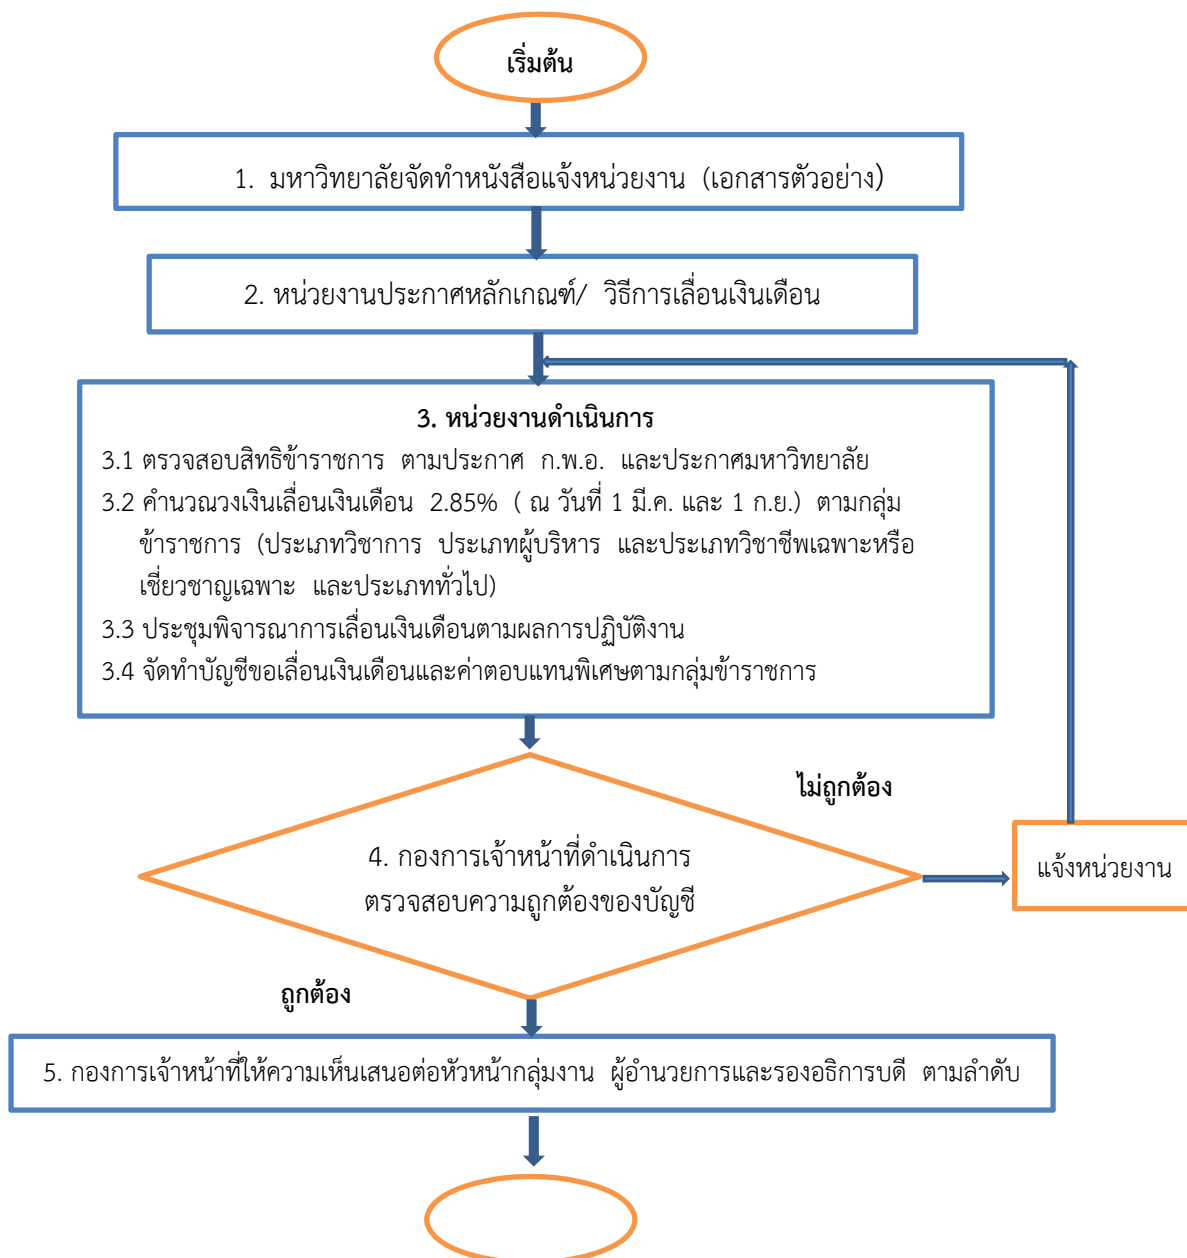 เริ่มต้น
1. มหาวิทยาลัยจัดทำหนังสือแจ้งหน่วยงาน (เอกสารตัวอย่าง)
2. หน่วยงานประกาศหลักเกณฑ์/ วิธีการเลื่อนเงินเดือน
3. หน่วยงานดำเนินการ
3.1 ตรวจสอบสิทธิข้าราชการ ตามประกาศ ก.พ.อ. และประกาศมหาวิทยาลัย
3.2 คำนวณวงเงินเลื่อนเงินเดือน 2.85% ( ณ วันที่ 1 มี.ค. และ 1 ก.ย.) ตามกลุ่ม
ข้าราชการ (ประเภทวิชาการ ประเภทผู้บริหาร และประเภทวิชาชีพเฉพาะหรือ
เชี่ยวชาญเฉพาะ และประเภททั่วไป)
3.3 ประชุมพิจารณาการเลื่อนเงินเดือนตามผลการปฏิบัติงาน
3.4 จัดทำบัญชีขอเลื่อนเงินเดือนและค่าตอบแทนพิเศษตามกลุ่มข้าราชการ
ไม่ถูกต้อง
4. กองการเจ้าหน้าที่ดำเนินการ
ตรวจสอบความถูกต้องของบัญชี
แจ้งหน่วยงาน
ถูกต้อง
5. กองการเจ้าหน้าที่ให้ความเห็นเสนอต่อหัวหน้ากลุ่มงาน ผู้อำนวยการและรองอธิการบดี ตามลำดับ